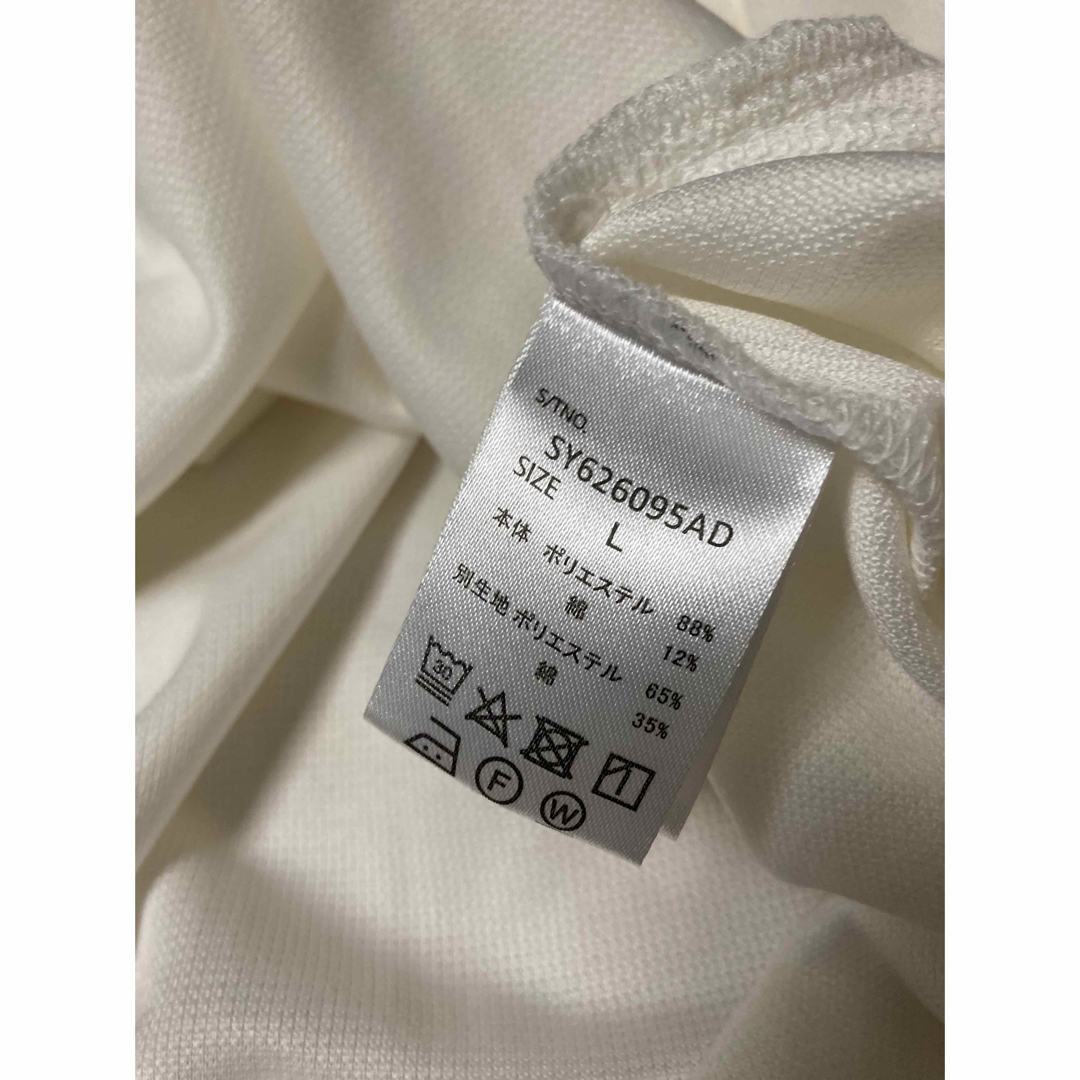 S/TNO.
SY626095AD
SIZE L
本体 ポリエステル 88%
綿 12%
別生地 ポリエステル 65%
綿 35%
30
F W